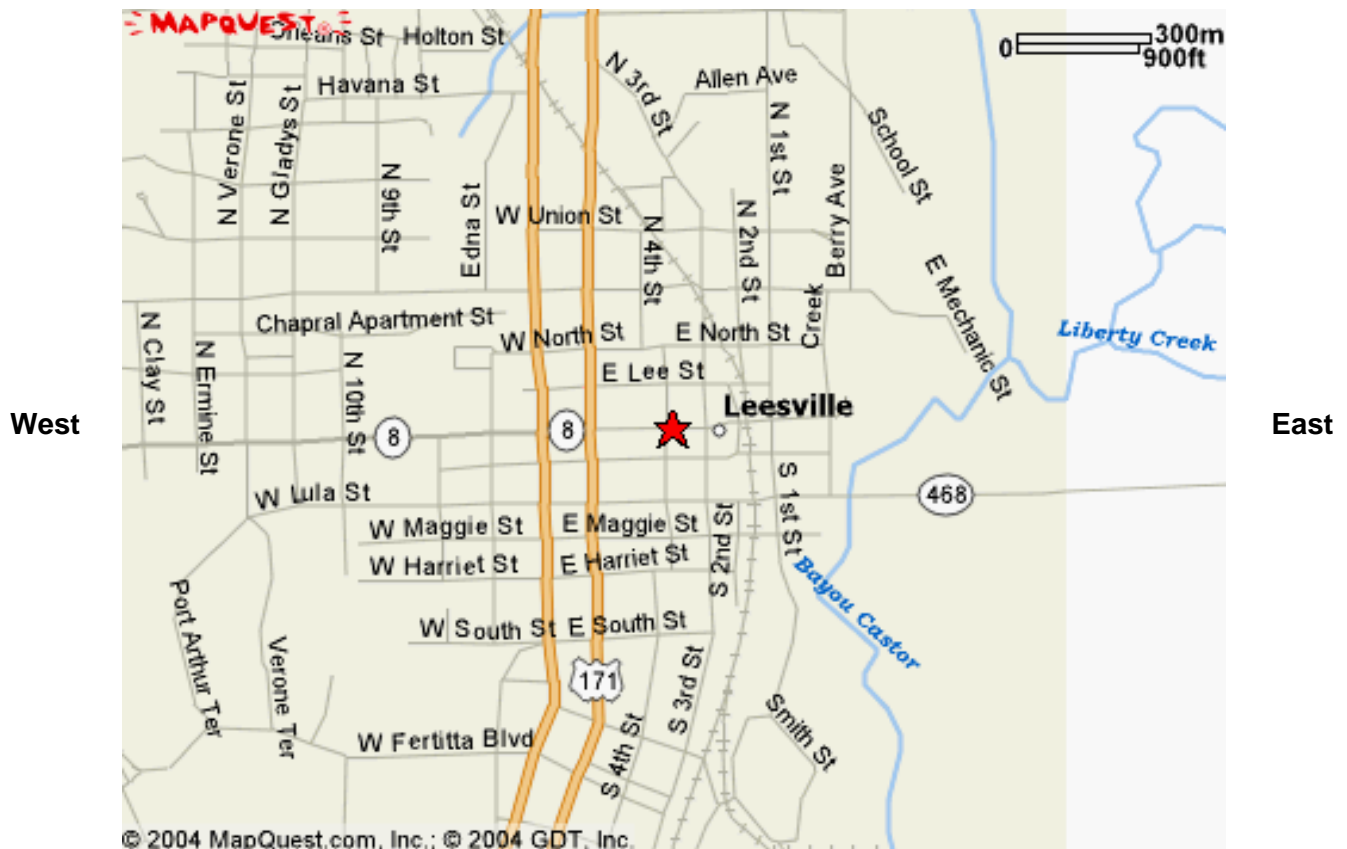 MAPQUEST®
Orleans St
Holton St
300m
0
900ft
Havana St
N 3rd St
Allen Ave
N Verone St
N Gladys St
N 1st St
School St
N 9th St
Edna St
W Union St
N 4th St
N 2nd St
Berry Ave
E Mechanic St
Creek
N Clay St
Chapral Apartment St
W North St
E North St
Liberty Creek
N Ermine St
N 10th St
E Lee St
Leesville
West
8
8
East
W Lula St
S 1st St
468
W Maggie St
E Maggie St
S 2nd St
W Harriet St
E Harriet St
Bayou Castor
Port Arthur Ter
Verone Ter
W South St
E South St
171
S 3rd St
Smith St
W Fertitta Blvd
S 4th St
© 2004 MapQuest.com, Inc.; © 2004 GDT, Inc.